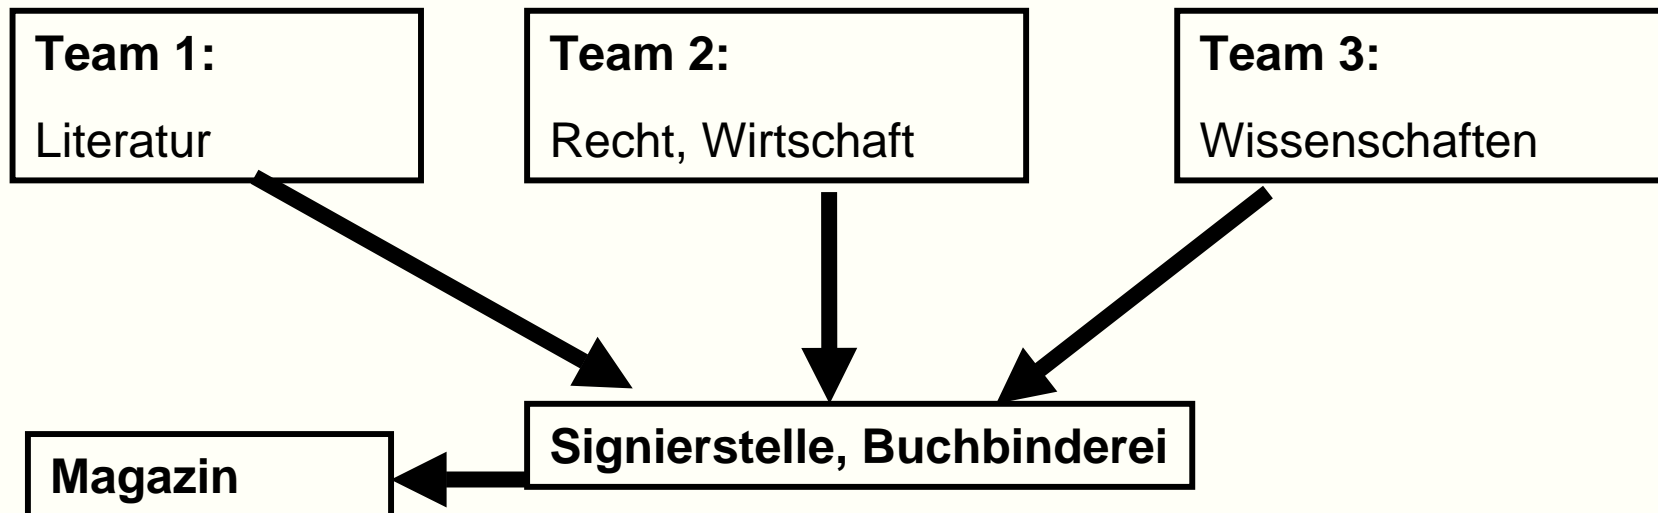 Team 1:
Literatur
Team 2:
Recht, Wirtschaft
Team 3:
Wissenschaften
Signierstelle, Buchbinderei
Magazin